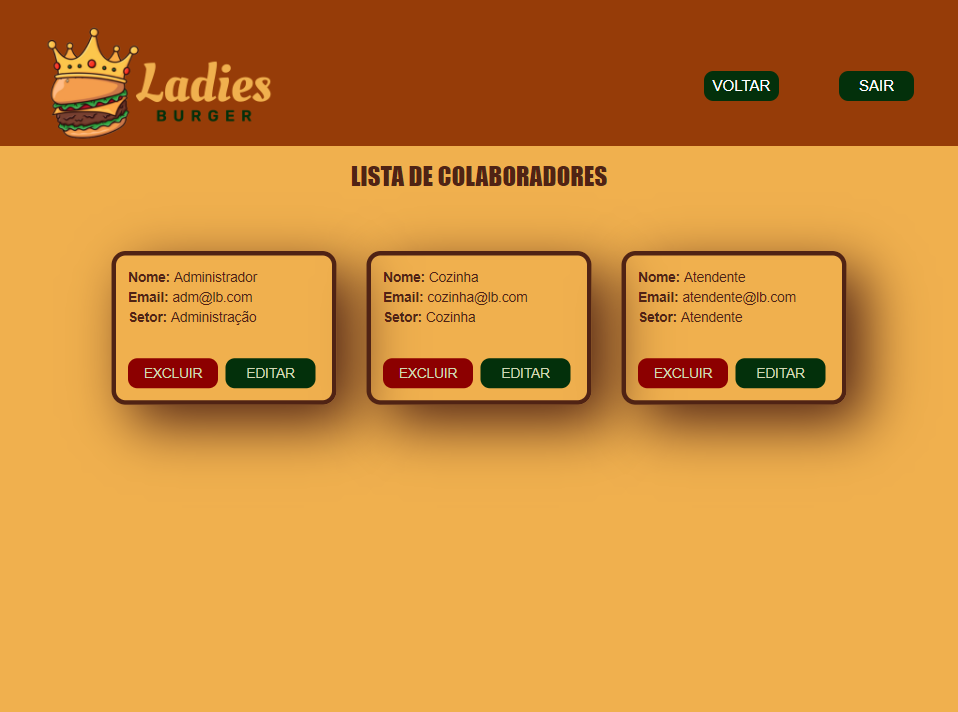 Ladies
BURGER
VOLTAR
SAIR
LISTA DE COLABORADORES
Nome: Administrador
Email: adm@lb.com
Setor: Administração
EXCLUIR
EDITAR
Nome: Cozinha
Email: cozinha@lb.com
Setor: Cozinha
EXCLUIR
EDITAR
Nome: Atendente
Email: atendente@lb.com
Setor: Atendente
EXCLUIR
EDITAR